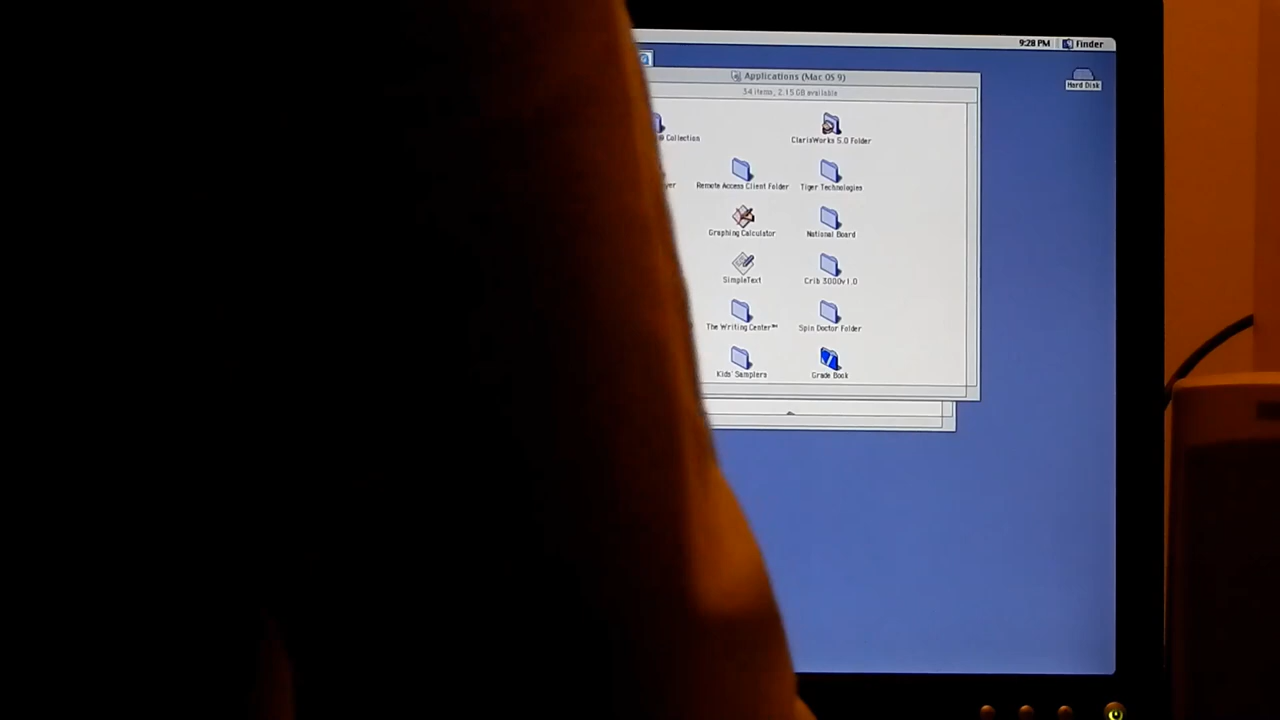 9:28 PM Finder
Applications (Mac OS 9)
34 items, 2.15 GB available
Hard Disk
Collection
ClarisWorks 5.0 Folder
Remote Access Client Folder
Tiger Technologies
Graphing Calculator
National Board
SimpleText
Crib 3000v1.0
The Writing Center™
Spin Doctor Folder
Kids' Samplers
Grade Book